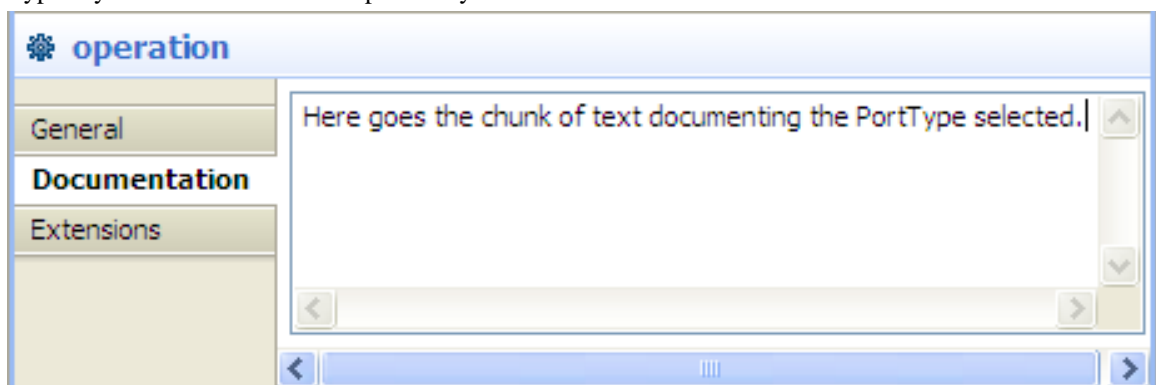 operation
General
Here goes the chunk of text documenting the PortType selected.
Documentation
Extensions